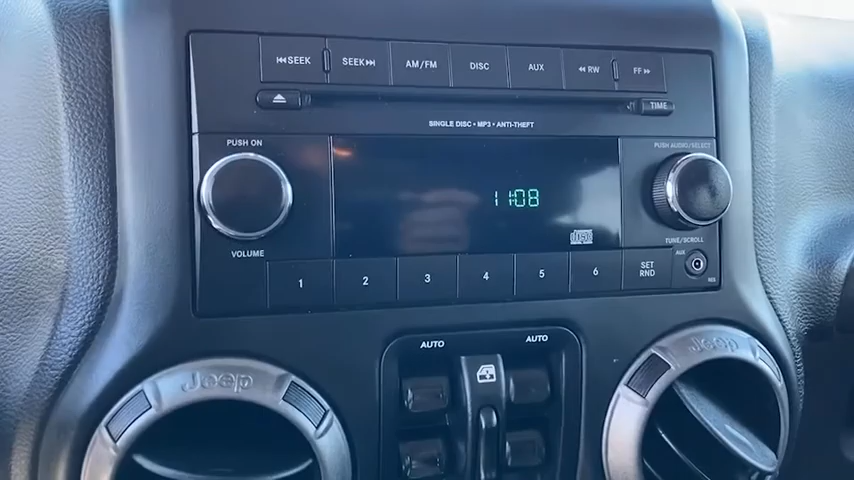 ⏮SEEK SEEK⏭ AM/FM DISC AUX ◀◀RW FF▶▶
TIME
SINGLE DISC • MP3 • ANTI-THEFT
PUSH ON
PUSH AUDIO/SELECT
11:08
VOLUME
TUNE/SCROLL
1 2 3 4 5 6 SET
RND
AUX
AUTO AUTO
Jeep
Jeep